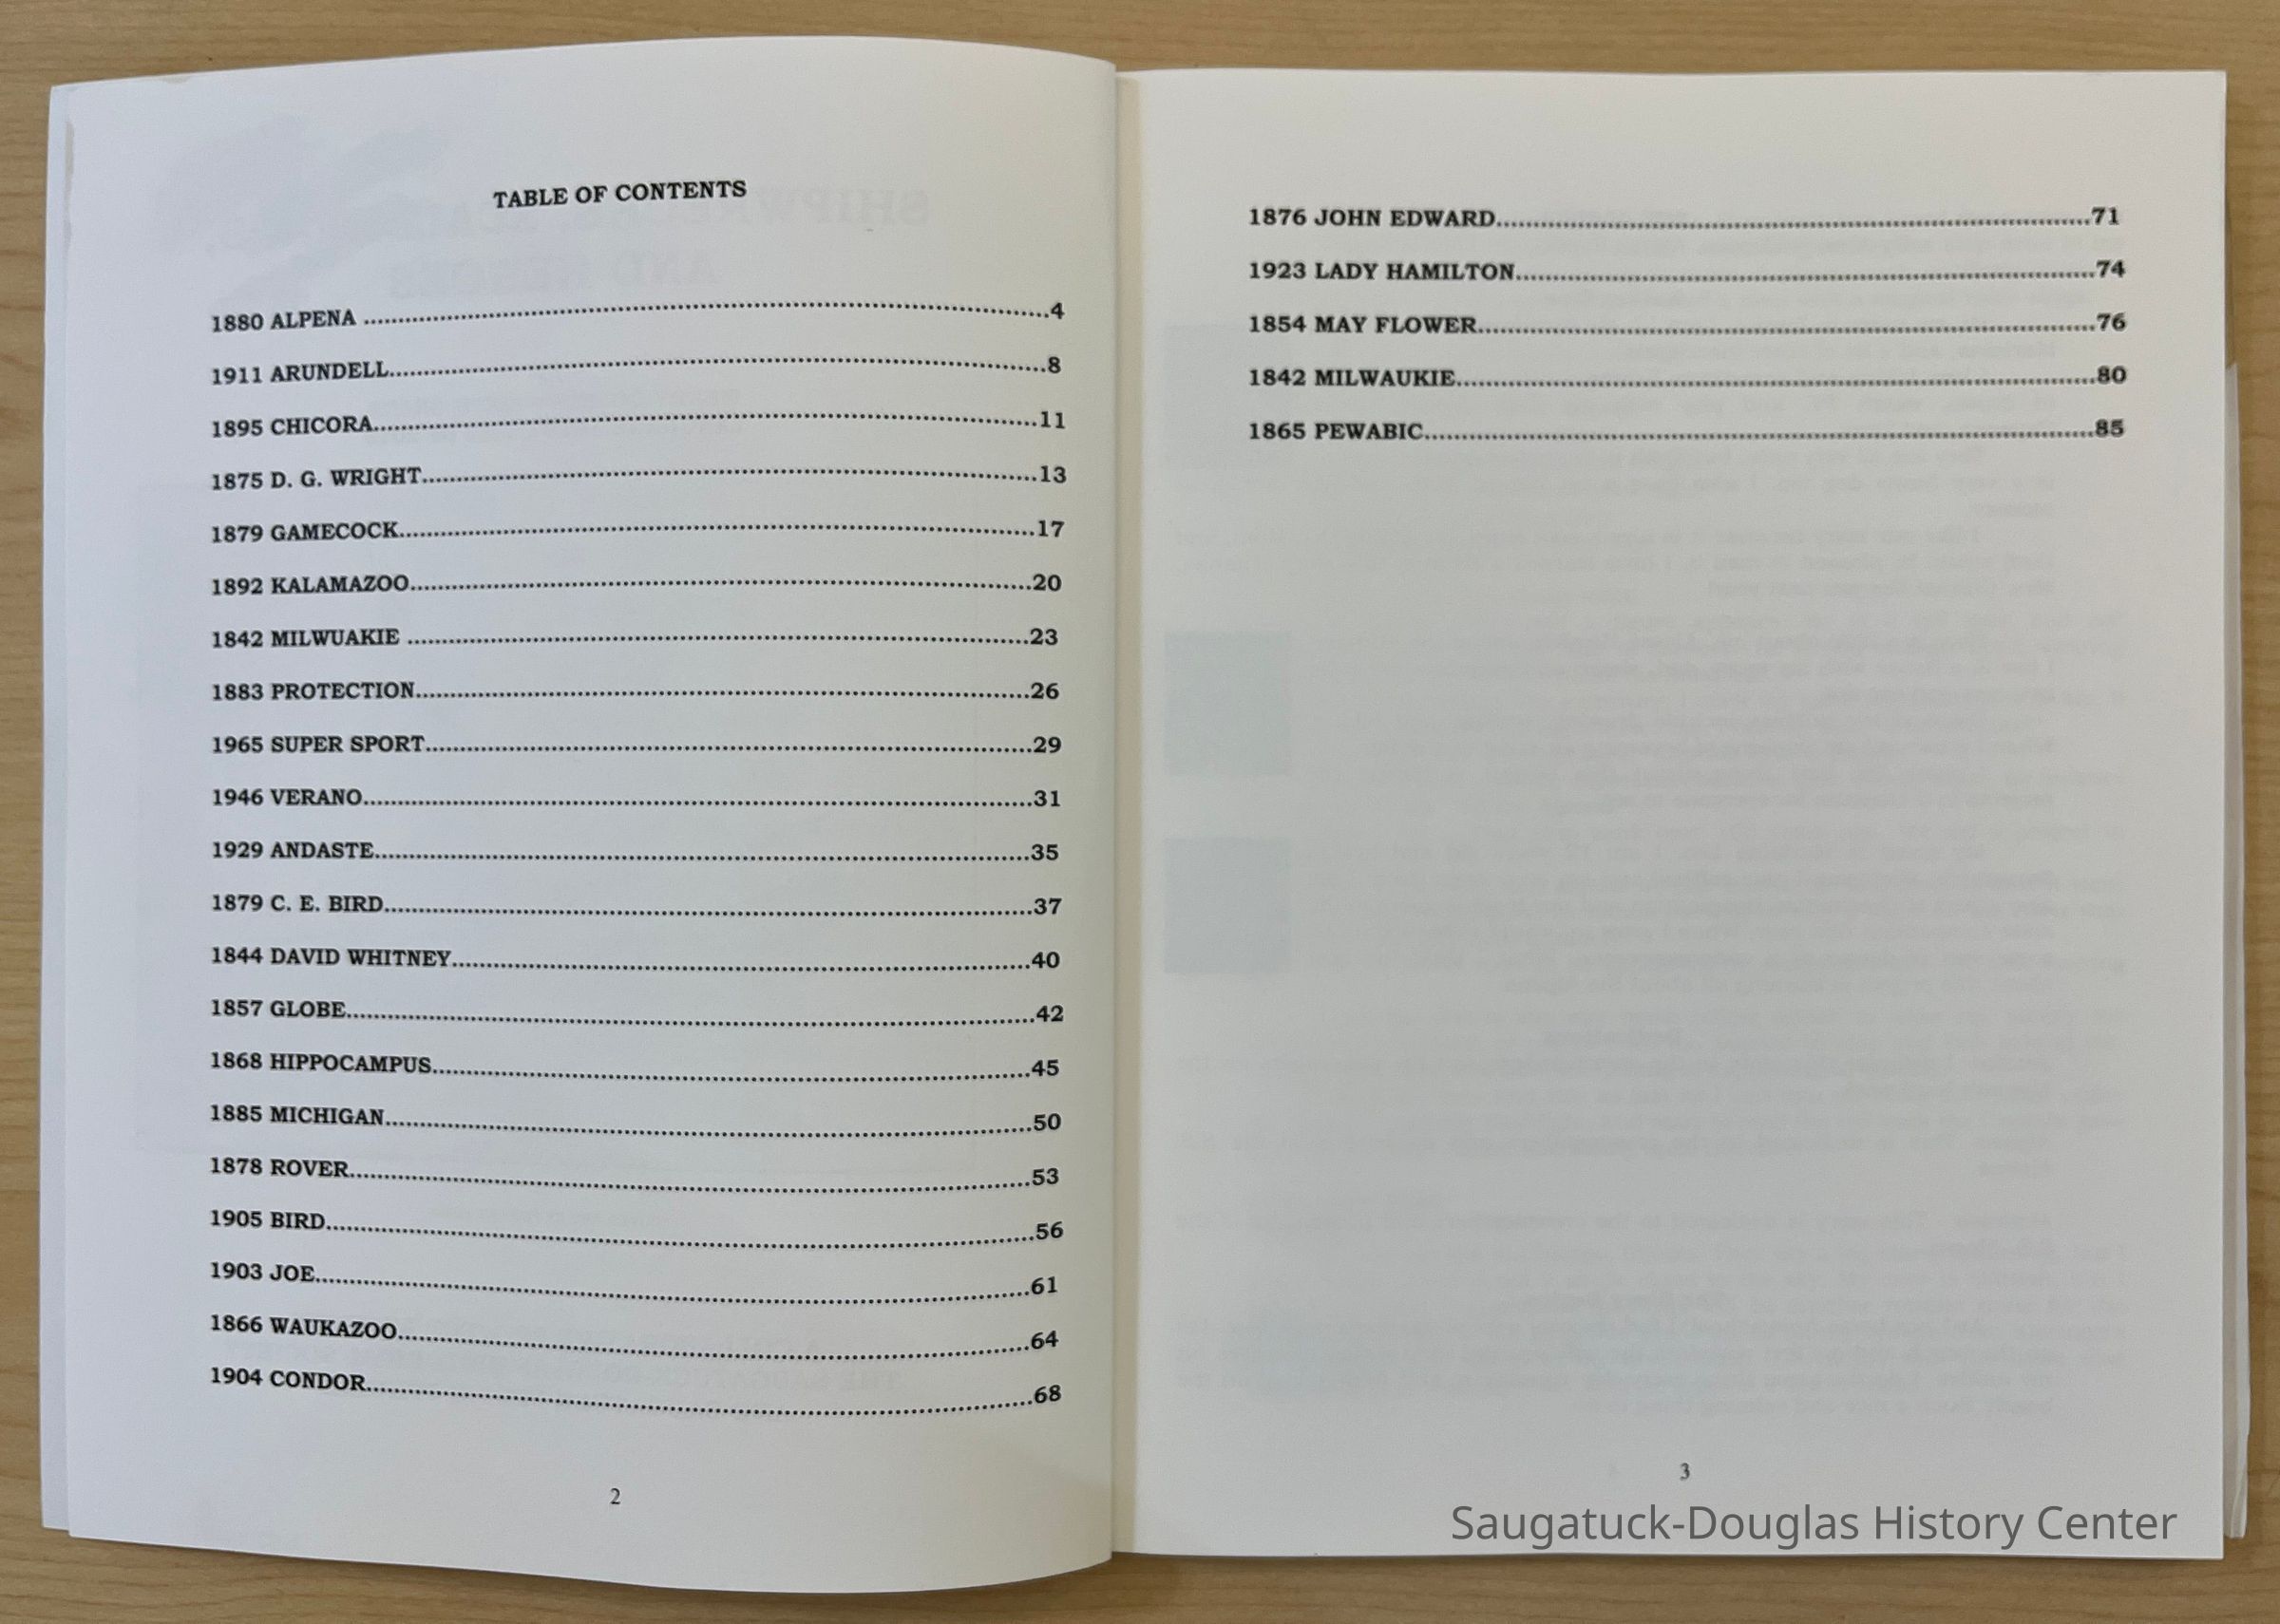 TABLE OF CONTENTS
1880 ALPENA ..........4
1911 ARUNDELL..........8
1895 CHICORA..........11
1875 D. G. WRIGHT..........13
1879 GAMECOCK..........17
1892 KALAMAZOO..........20
1842 MILWUAKIE ..........23
1883 PROTECTION..........26
1965 SUPER SPORT..........29
1946 VERANO..........31
1929 ANDASTE..........35
1879 C. E. BIRD..........37
1844 DAVID WHITNEY..........40
1857 GLOBE..........42
1868 HIPPOCAMPUS..........45
1885 MICHIGAN..........50
1878 ROVER..........53
1905 BIRD..........56
1903 JOE..........61
1866 WAUKAZOO..........64
1904 CONDOR..........68
2
1876 JOHN EDWARD..........71
1923 LADY HAMILTON..........74
1854 MAY FLOWER..........76
1842 MILWAUKIE..........80
1865 PEWABIC..........85
3
Saugatuck-Douglas History Center